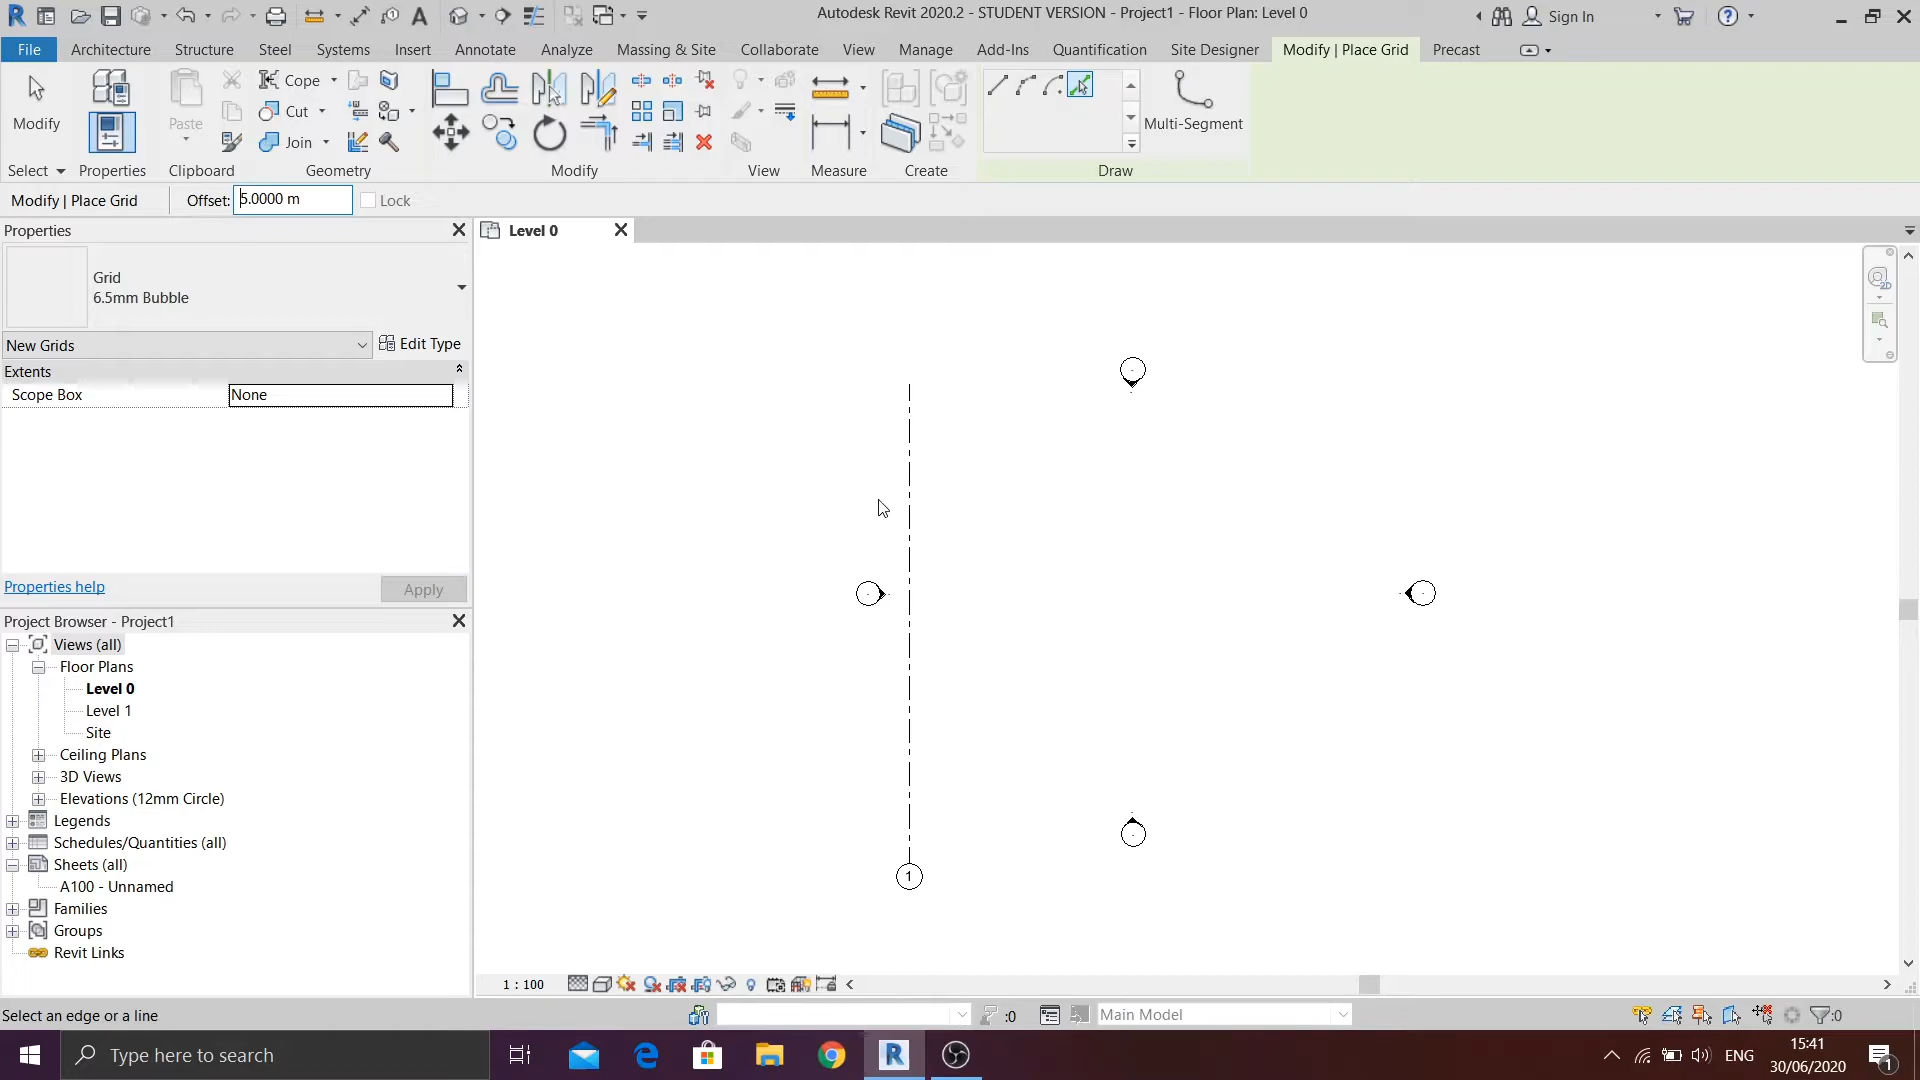 Autodesk Revit 2020.2 - STUDENT VERSION - Project1 - Floor Plan: Level 0
Sign In
File Architecture Structure Steel Systems Insert Annotate Analyze Massing & Site Collaborate View Manage Add-Ins Quantification Site Designer Modify | Place Grid Precast
Modify
Paste
Cope
Cut
Join
Multi-Segment
Select Properties Clipboard Geometry Modify View Measure Create Draw
Modify | Place Grid Offset: 5.0000 m Lock
Properties
Level 0
Grid
6.5mm Bubble
New Grids Edit Type
Extents
Scope Box None
Properties help Apply
Project Browser - Project1
Views (all)
Floor Plans
Level 0
Level 1
Site
Ceiling Plans
3D Views
Elevations (12mm Circle)
Legends
Schedules/Quantities (all)
Sheets (all)
A100 - Unnamed
Families
Groups
Revit Links
2D
1
1 : 100
Select an edge or a line
:0
Main Model
:0
Type here to search
ENG
15:41
30/06/2020
1